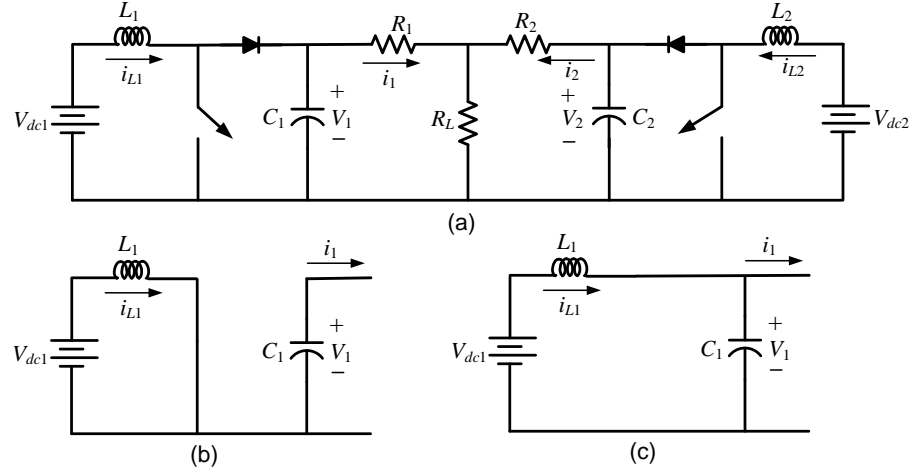 L1 R1 R2 L2
iL1 i1 i2 iL2
Vdc1 C1 + V1 − RL + V2 − C2 Vdc2
(a)
L1 i1
iL1
Vdc1 C1 + V1 −
(b)
L1 i1
iL1
Vdc1 C1 + V1 −
(c)